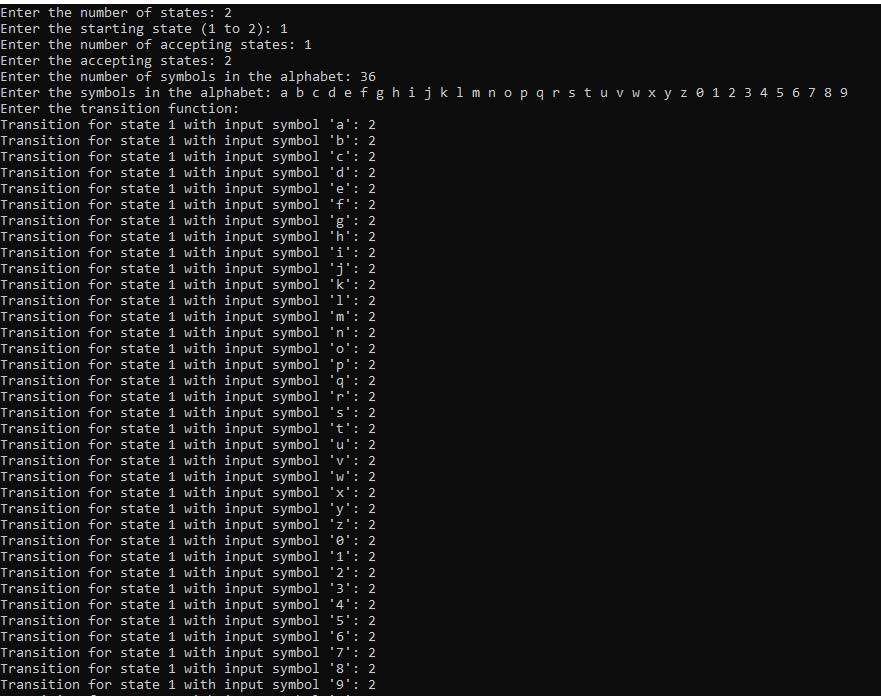 Enter the number of states: 2
Enter the starting state (1 to 2): 1
Enter the number of accepting states: 1
Enter the accepting states: 2
Enter the number of symbols in the alphabet: 36
Enter the symbols in the alphabet: a b c d e f g h i j k l m n o p q r s t u v w x y z 0 1 2 3 4 5 6 7 8 9
Enter the transition function:
Transition for state 1 with input symbol 'a': 2
Transition for state 1 with input symbol 'b': 2
Transition for state 1 with input symbol 'c': 2
Transition for state 1 with input symbol 'd': 2
Transition for state 1 with input symbol 'e': 2
Transition for state 1 with input symbol 'f': 2
Transition for state 1 with input symbol 'g': 2
Transition for state 1 with input symbol 'h': 2
Transition for state 1 with input symbol 'i': 2
Transition for state 1 with input symbol 'j': 2
Transition for state 1 with input symbol 'k': 2
Transition for state 1 with input symbol 'l': 2
Transition for state 1 with input symbol 'm': 2
Transition for state 1 with input symbol 'n': 2
Transition for state 1 with input symbol 'o': 2
Transition for state 1 with input symbol 'p': 2
Transition for state 1 with input symbol 'q': 2
Transition for state 1 with input symbol 'r': 2
Transition for state 1 with input symbol 's': 2
Transition for state 1 with input symbol 't': 2
Transition for state 1 with input symbol 'u': 2
Transition for state 1 with input symbol 'v': 2
Transition for state 1 with input symbol 'w': 2
Transition for state 1 with input symbol 'x': 2
Transition for state 1 with input symbol 'y': 2
Transition for state 1 with input symbol 'z': 2
Transition for state 1 with input symbol '0': 2
Transition for state 1 with input symbol '1': 2
Transition for state 1 with input symbol '2': 2
Transition for state 1 with input symbol '3': 2
Transition for state 1 with input symbol '4': 2
Transition for state 1 with input symbol '5': 2
Transition for state 1 with input symbol '6': 2
Transition for state 1 with input symbol '7': 2
Transition for state 1 with input symbol '8': 2
Transition for state 1 with input symbol '9': 2